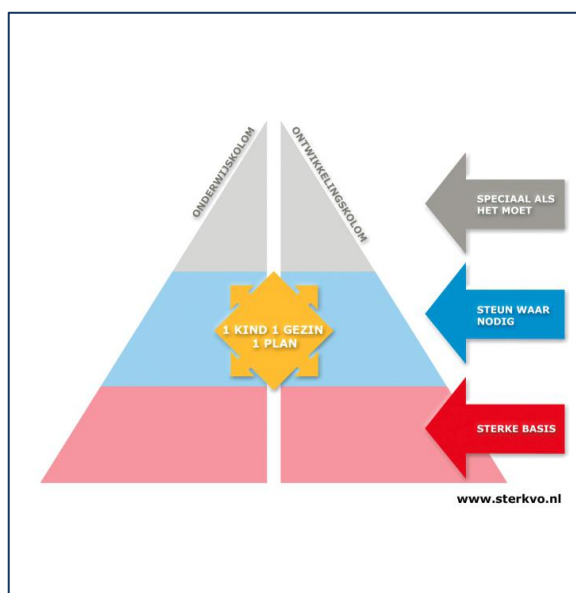 ONDERWIJSKOLOM
ONTWIKKELINGSKOLOM
SPECIAAL ALS
HET MOET
STEUN WAAR
NODIG
1 KIND 1 GEZIN
1 PLAN
STERKE BASIS
www.sterkvo.nl